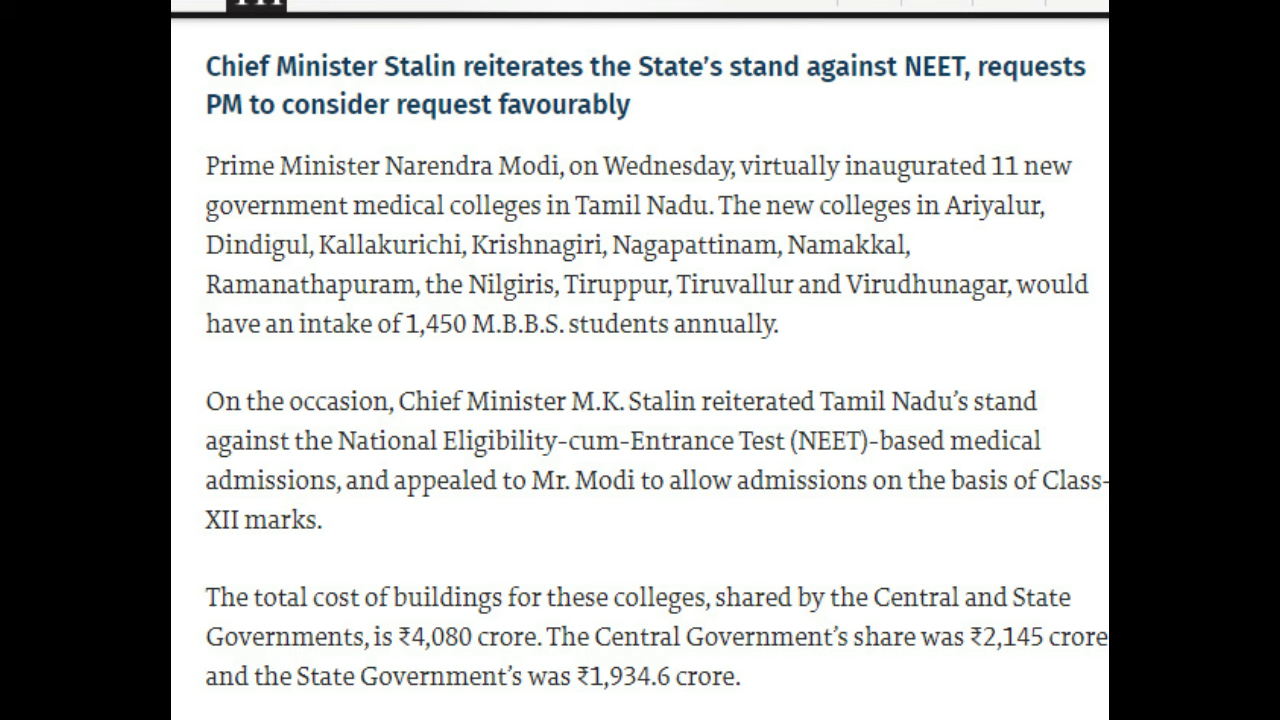 Chief Minister Stalin reiterates the State’s stand against NEET, requests
PM to consider request favourably
Prime Minister Narendra Modi, on Wednesday, virtually inaugurated 11 new
government medical colleges in Tamil Nadu. The new colleges in Ariyalur,
Dindigul, Kallakurichi, Krishnagiri, Nagapattinam, Namakkal,
Ramanathapuram, the Nilgiris, Tiruppur, Tiruvallur and Virudhunagar, would
have an intake of 1,450 M.B.B.S. students annually.
On the occasion, Chief Minister M.K. Stalin reiterated Tamil Nadu’s stand
against the National Eligibility-cum-Entrance Test (NEET)-based medical
admissions, and appealed to Mr. Modi to allow admissions on the basis of Class-
XII marks.
The total cost of buildings for these colleges, shared by the Central and State
Governments, is ₹4,080 crore. The Central Government’s share was ₹2,145 crore
and the State Government’s was ₹1,934.6 crore.